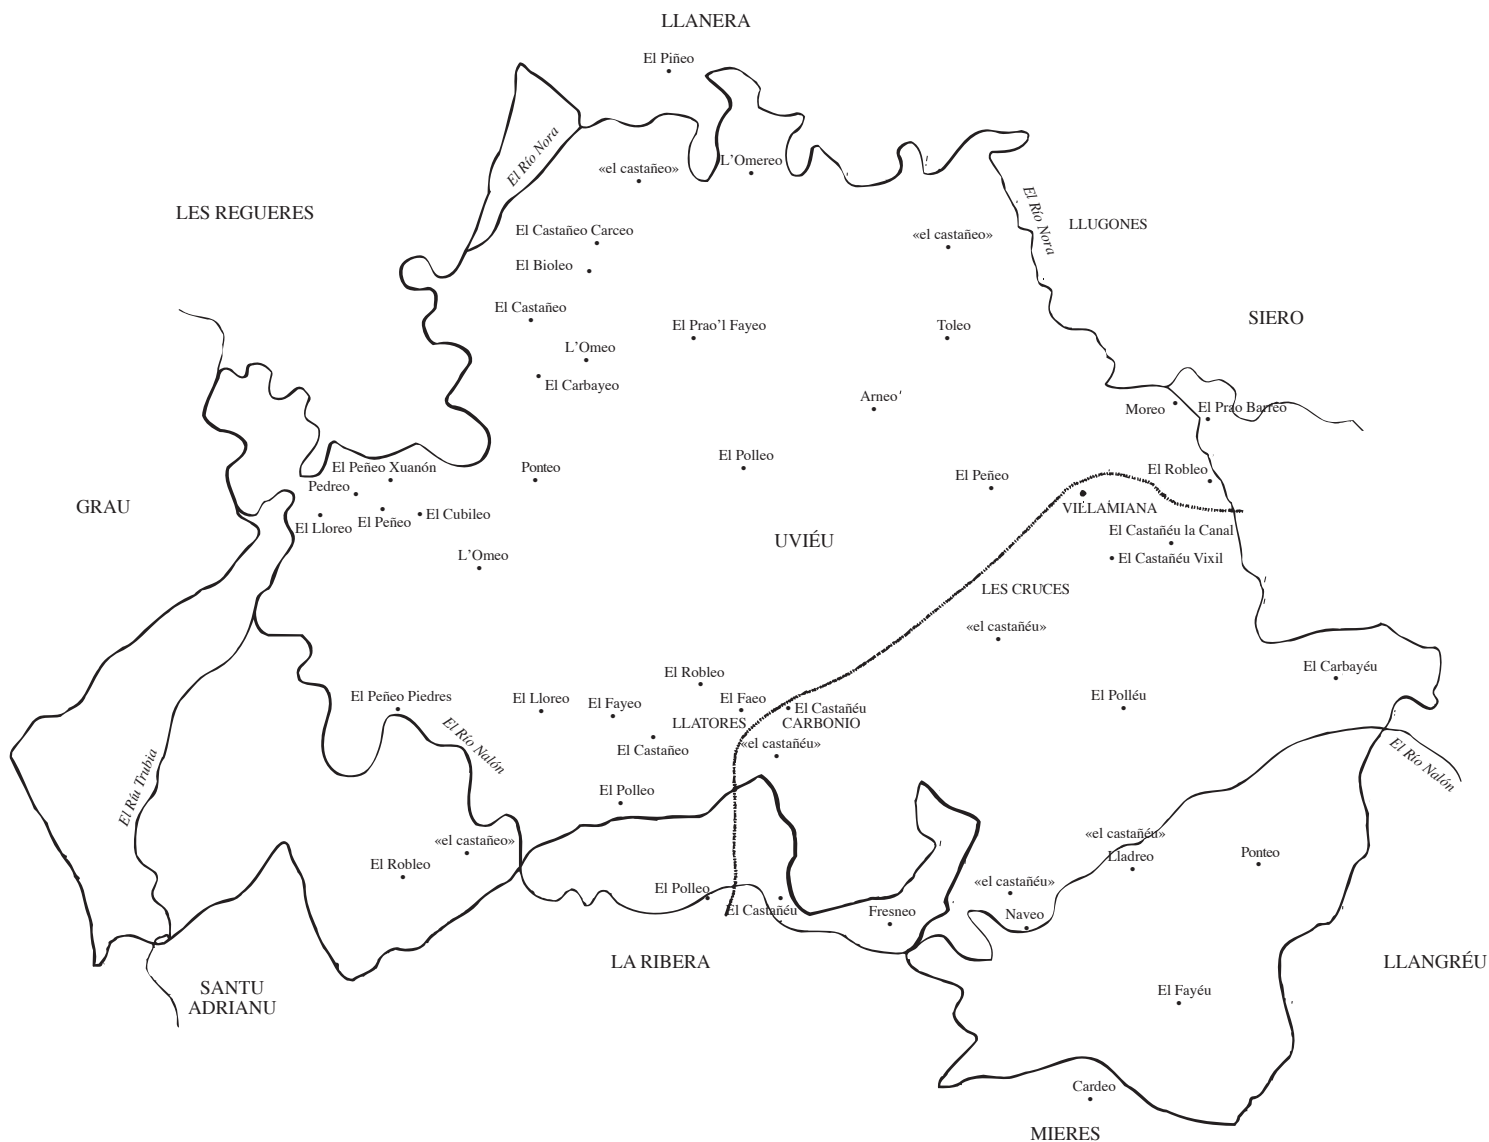 LLANERA
El Piñeo
El Río Nora
«el castañeo»
L’Omereo
LES REGUERES
El Río Nora
LLUGONES
El Castañeo Carceo
«el castañeo»
El Bioleo
El Castañeo
SIERO
El Prao’l Fayeo
Toleo
L’Omeo
El Carbayeo
Arneo
Moreo
El Prao Barreo
El Polleo
El Peñeo Xuanón
Ponteo
El Peñeo
El Robleo
Pedreo
GRAU
VILLAMIANA
El Lloreo
El Peñeo
El Cubileo
El Castañéu la Canal
UVIÉU
L’Omeo
El Castañéu Vixil
LES CRUCES
«el castañéu»
El Carbayéu
El Robleo
El Peñeo Piedres
El Lloreo
El Fayeo
El Faeo
El Castañéu
El Polléu
LLATORES
CARBONIO
El Río Nalón
El Castañeo
«el castañéu»
El Río Nalón
El Ríu Trubia
El Polleo
«el castañeo»
«el castañéu»
El Robleo
Lladreo
Ponteo
El Polleo
«el castañéu»
El Castañéu
Fresneo
Naveo
LA RIBERA
LLANGRÉU
SANTU
ADRIANU
El Fayéu
Cardeo
MIERES